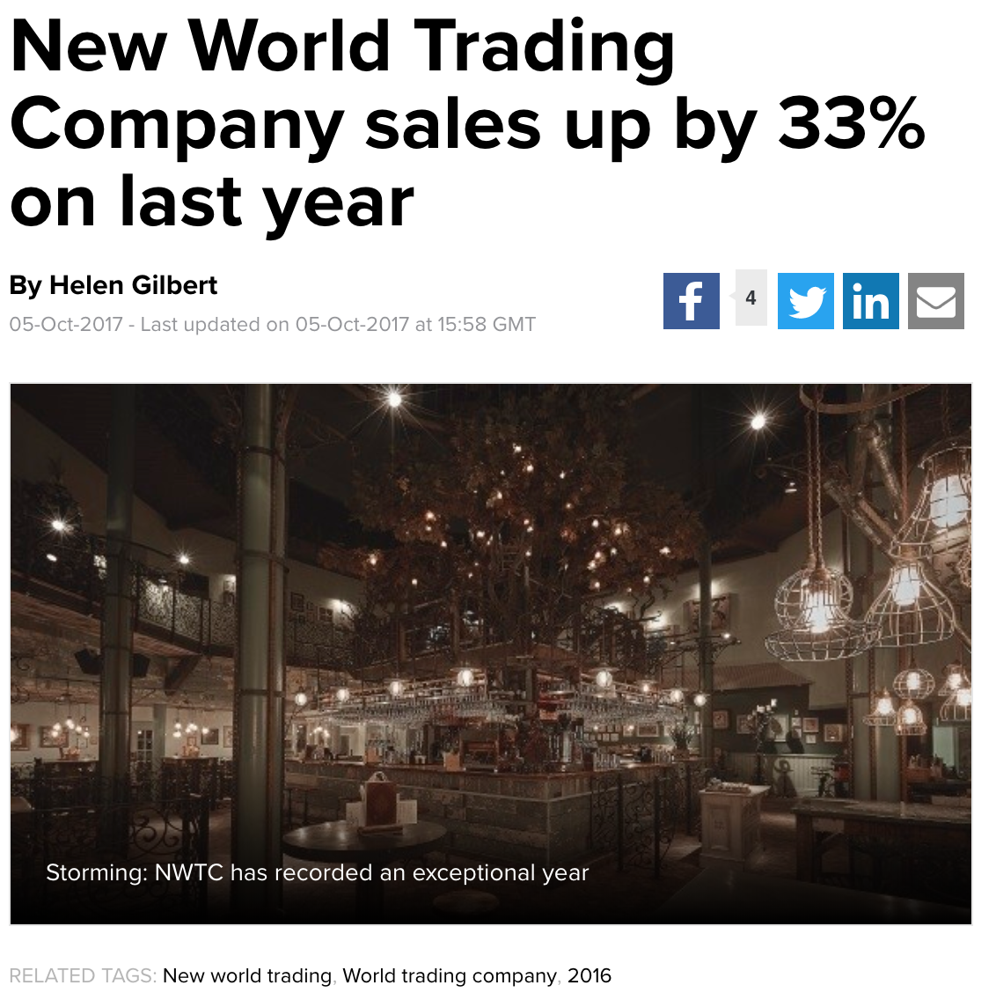 New World Trading
Company sales up by 33%
on last year
By Helen Gilbert
05-Oct-2017 - Last updated on 05-Oct-2017 at 15:58 GMT
4
Storming: NWTC has recorded an exceptional year
RELATED TAGS: New world trading, World trading company, 2016